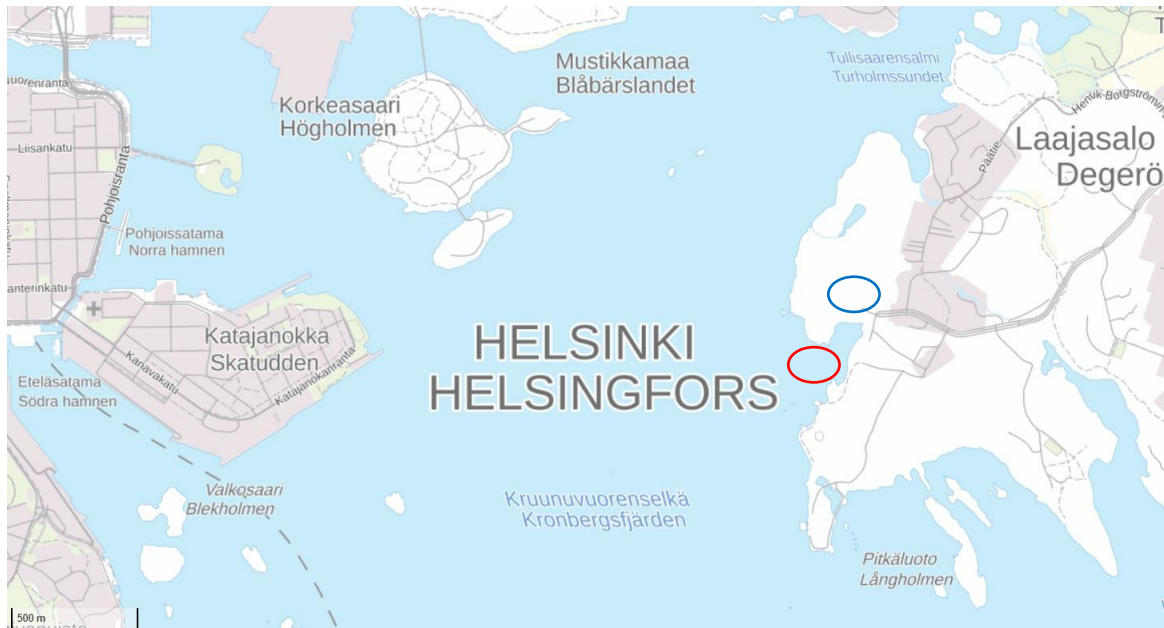 Mustikkamaa
Blåbärslandet
Tullisaarensalmi
Turholmssundet
Korkeasaari
Högholmen
Laajasalo
Degerö
Päätie
Liisankatu
Pohjoisranta
Pohjoissatama
Norra hamnen
Katajanokka
Skatudden
Kanavakatu
Katajanokanranta
HELSINKI
HELSINGFORS
Eteläsatama
Södra hamnen
Valkosaari
Blekholmen
Kruunuvuorenselkä
Kronbergsfjärden
Pitkäluoto
Långholmen
500 m